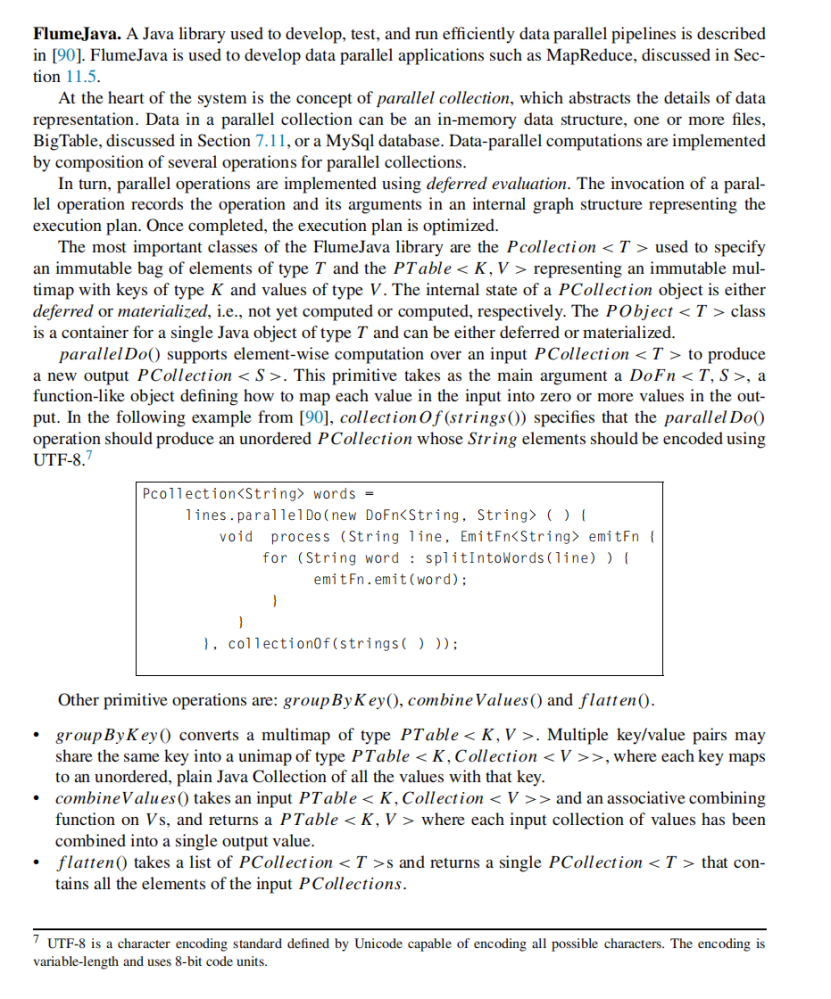 FlumeJava. A Java library used to develop, test, and run efficiently data parallel pipelines is described
in [90]. FlumeJava is used to develop data parallel applications such as MapReduce, discussed in Sec-
tion 11.5.
At the heart of the system is the concept of parallel collection, which abstracts the details of data
representation. Data in a parallel collection can be an in-memory data structure, one or more files,
BigTable, discussed in Section 7.11, or a MySql database. Data-parallel computations are implemented
by composition of several operations for parallel collections.
In turn, parallel operations are implemented using deferred evaluation. The invocation of a paral-
lel operation records the operation and its arguments in an internal graph structure representing the
execution plan. Once completed, the execution plan is optimized.
The most important classes of the FlumeJava library are the Pcollection < T > used to specify
an immutable bag of elements of type T and the PTable < K, V > representing an immutable mul-
timap with keys of type K and values of type V. The internal state of a PCollection object is either
deferred or materialized, i.e., not yet computed or computed, respectively. The PObject < T > class
is a container for a single Java object of type T and can be either deferred or materialized.
parallelDo() supports element-wise computation over an input PCollection < T > to produce
a new output PCollection < S >. This primitive takes as the main argument a DoFn < T, S >, a
function-like object defining how to map each value in the input into zero or more values in the out-
put. In the following example from [90], collectionOf(strings()) specifies that the parallelDo()
operation should produce an unordered PCollection whose String elements should be encoded using
UTF-8.7
Pcollection<String> words =
lines.parallelDo(new DoFn<String, String> ( ) {
void process (String line, EmitFn<String> emitFn {
for (String word : splitIntoWords(line) ) {
emitFn.emit(word);
}
}
}, collectionOf(strings( ) ));
Other primitive operations are: groupByKey(), combineValues() and flatten().
• groupByKey() converts a multimap of type PTable < K, V >. Multiple key/value pairs may
share the same key into a unimap of type PTable < K, Collection < V >>, where each key maps
to an unordered, plain Java Collection of all the values with that key.
• combineValues() takes an input PTable < K, Collection < V >> and an associative combining
function on Vs, and returns a PTable < K, V > where each input collection of values has been
combined into a single output value.
• flatten() takes a list of PCollection < T >s and returns a single PCollection < T > that con-
tains all the elements of the input PCollections.
7 UTF-8 is a character encoding standard defined by Unicode capable of encoding all possible characters. The encoding is
variable-length and uses 8-bit code units.